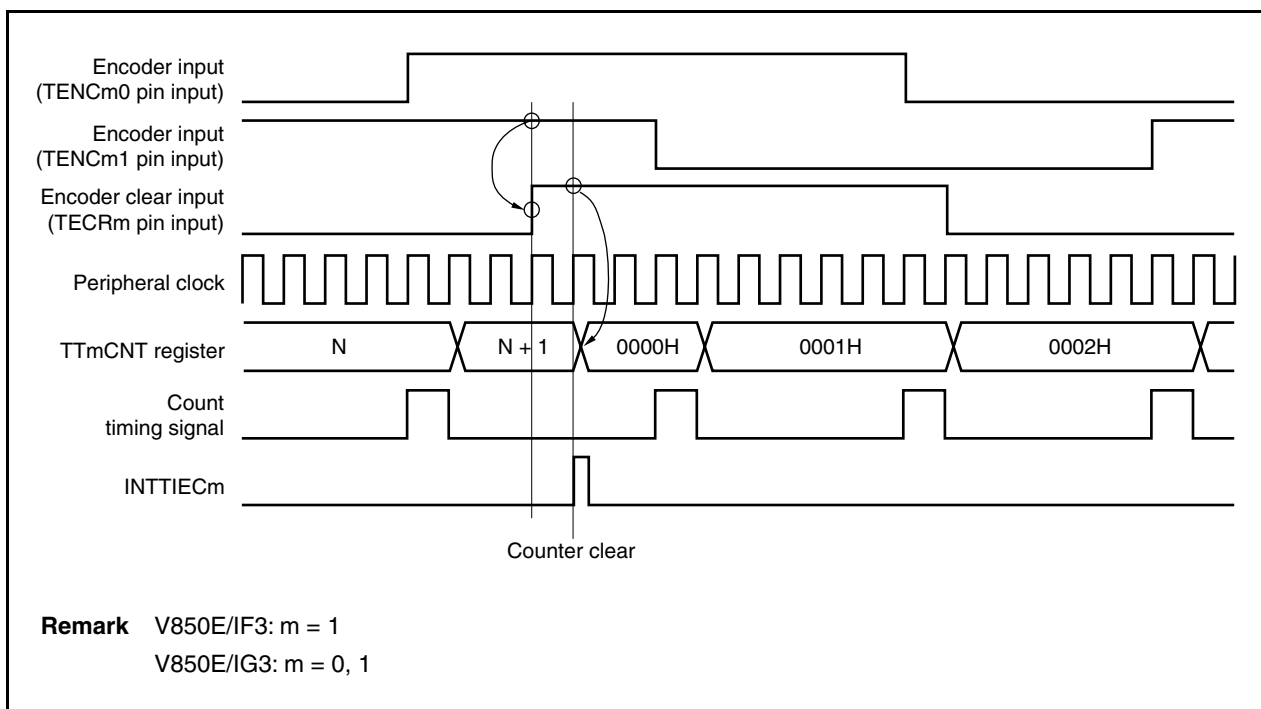 Encoder input
(TENCm0 pin input)
Encoder input
(TENCm1 pin input)
Encoder clear input
(TECRm pin input)
Peripheral clock
TTmCNT register
N
N + 1
0000H
0001H
0002H
Count
timing signal
INTTIECm
Counter clear
Remark V850E/IF3: m = 1
V850E/IG3: m = 0, 1